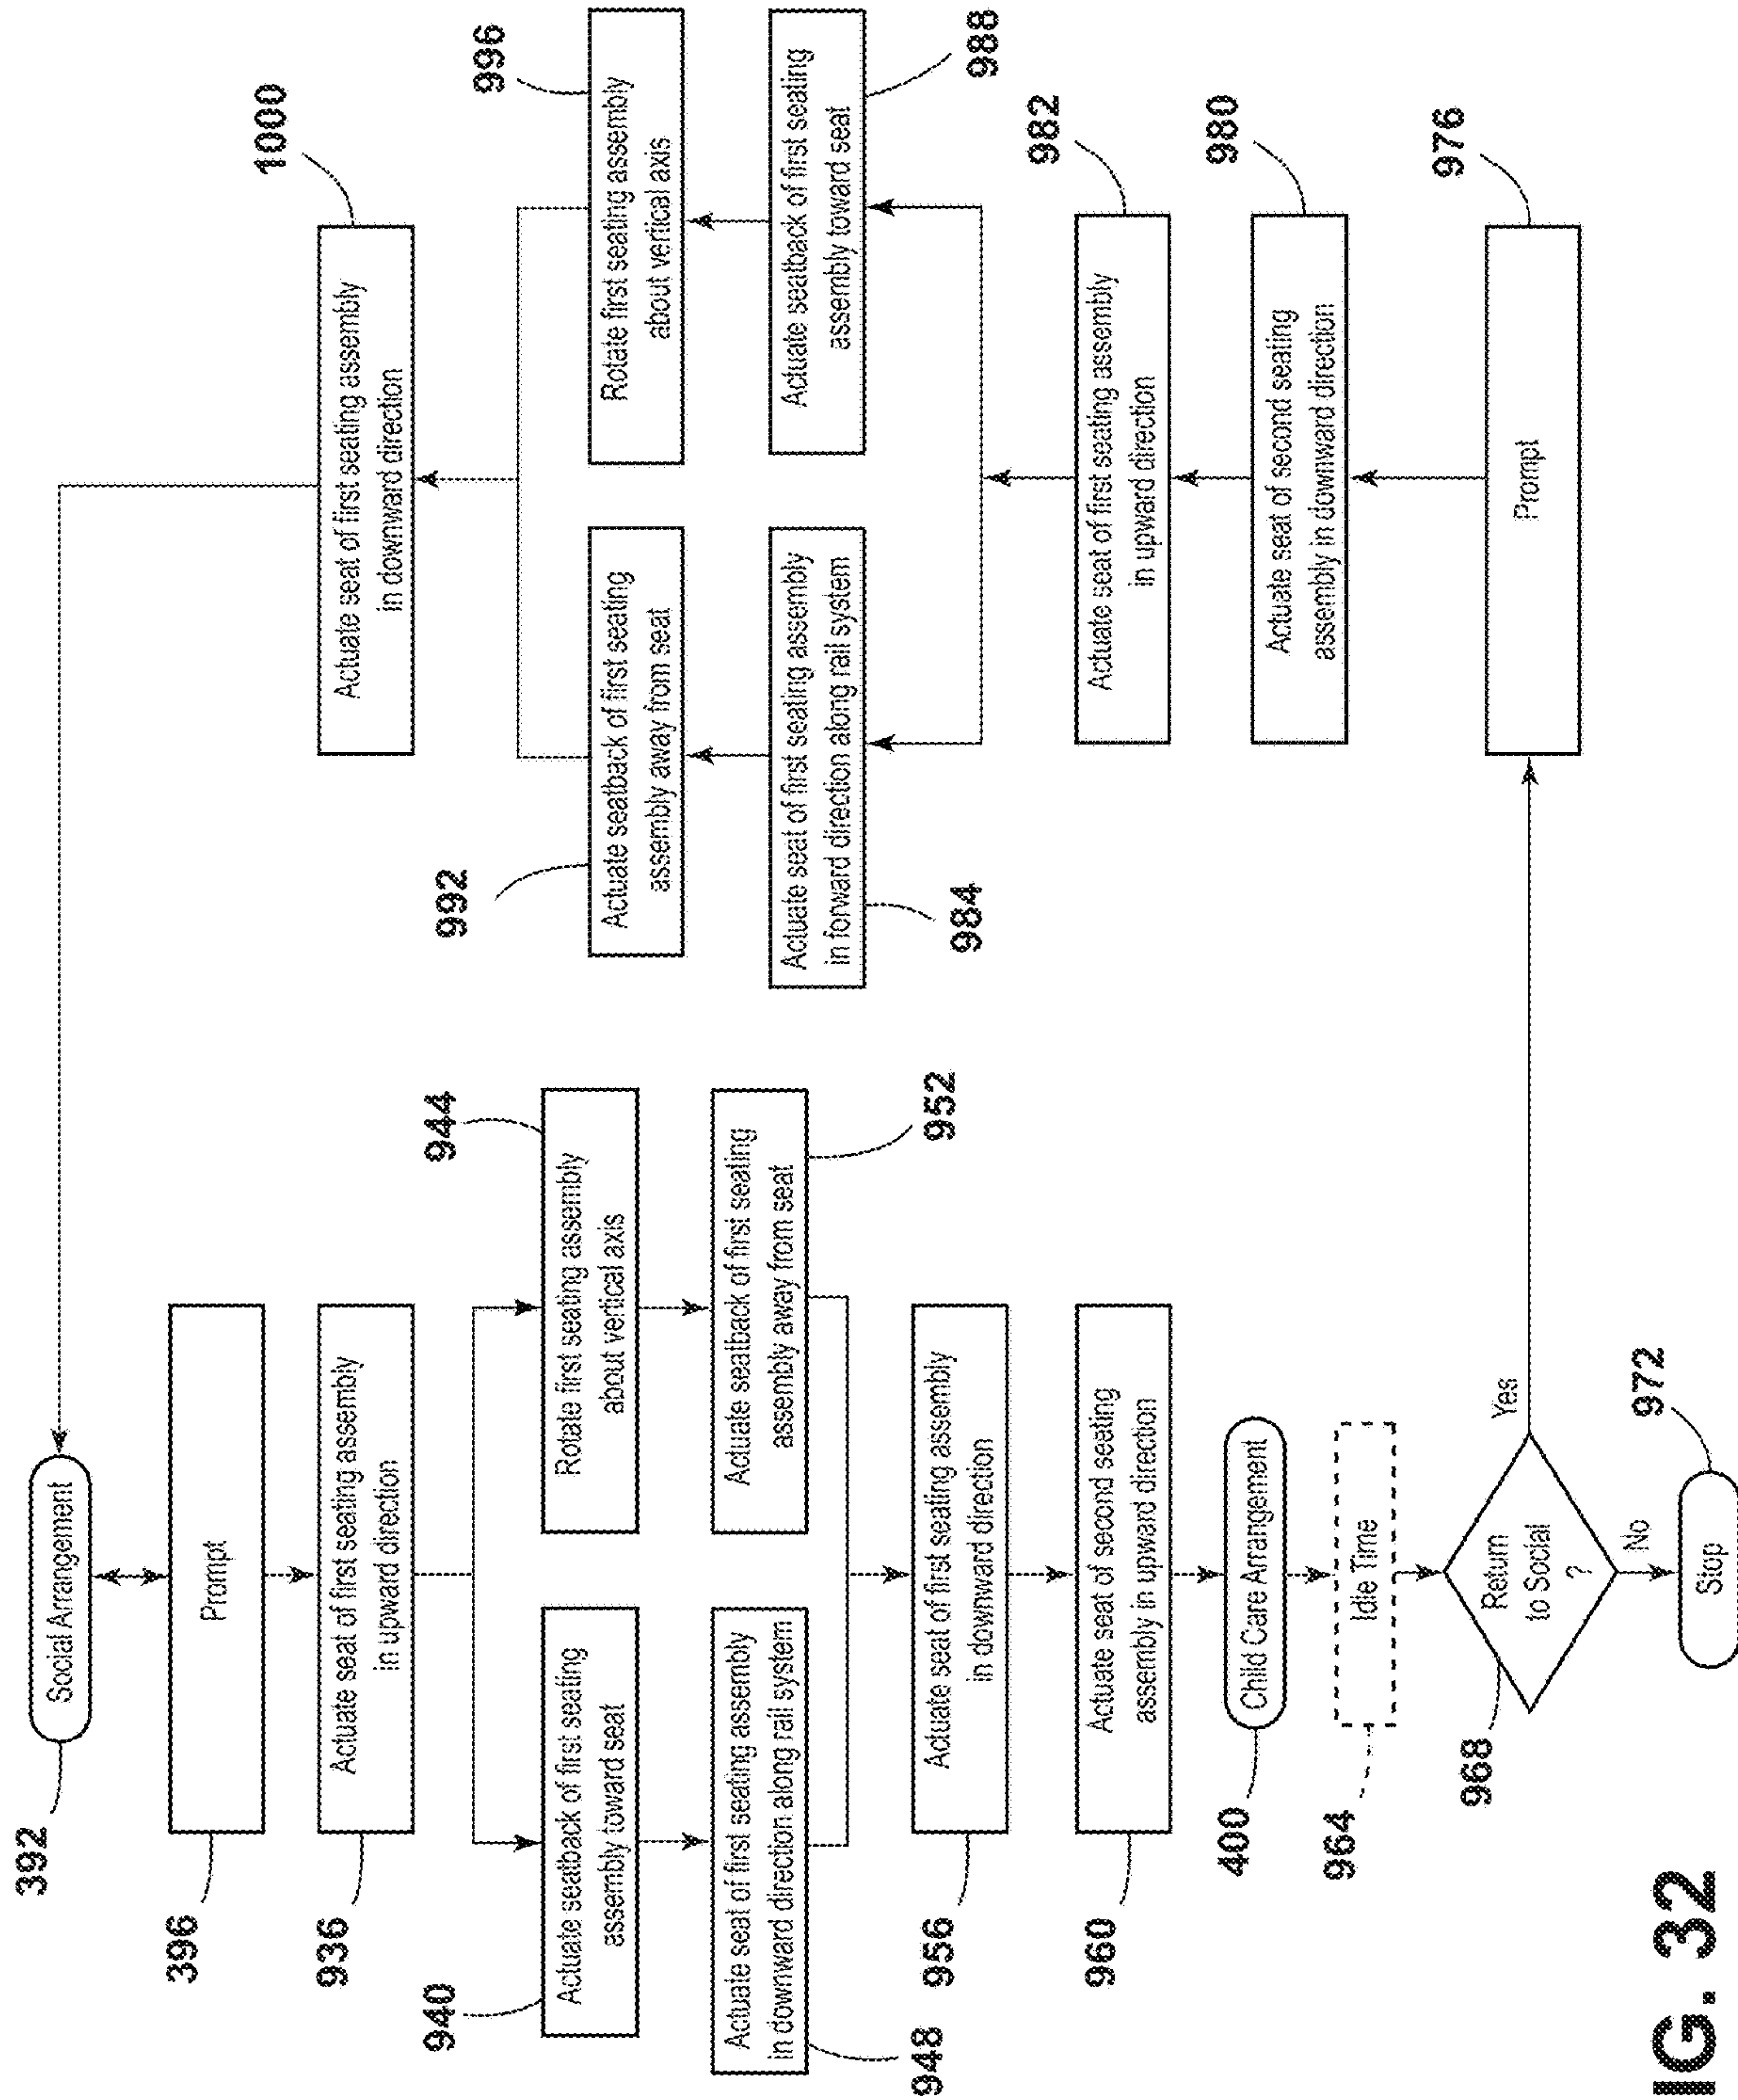 392
Social Arrangement
396
Prompt
936
Actuate seat of first seating assembly
in upward direction
940
Actuate seatback of first seating
assembly toward seat
944
Rotate first seating assembly
about vertical axis
948
Actuate seat of first seating assembly
in downward direction along rail system
952
Actuate seatback of first seating
assembly away from seat
956
Actuate seat of first seating assembly
in downward direction
960
Actuate seat of second seating
assembly in upward direction
400
Child Care Arrangement
964
Idle Time
968
Return
to Social
?
Yes
No
972
Stop
1000
Actuate seat of first seating assembly
in downward direction
992
Actuate seatback of first seating
assembly away from seat
996
Rotate first seating assembly
about vertical axis
984
Actuate seat of first seating assembly
in forward direction along rail system
988
Actuate seatback of first seating
assembly toward seat
982
Actuate seat of first seating assembly
in upward direction
980
Actuate seat of second seating
assembly in downward direction
976
Prompt
IG. 32